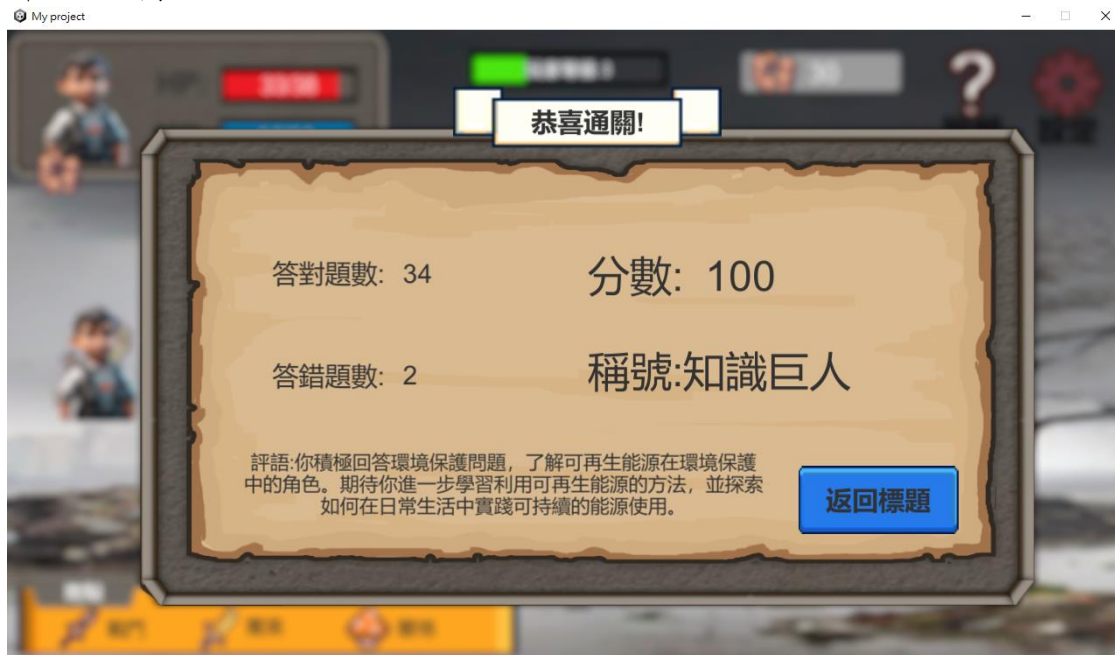 My project
恭喜通關!
答對題數: 34
分數: 100
答錯題數: 2
稱號:知識巨人
評語:你積極回答環境保護問題，了解可再生能源在環境保護
中的角色。期待你進一步學習利用可再生能源的方法，並探索
如何在日常生活中實踐可持續的能源使用。
返回標題